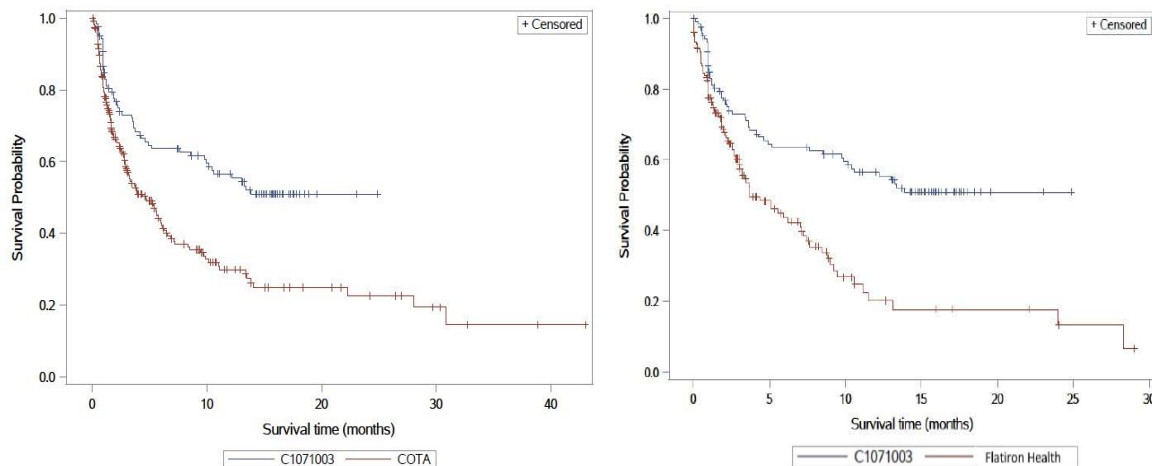 + Censored
1.0
0.8
0.6
0.4
0.2
0.0
Survival Probability
0 10 20 30 40
Survival time (months)
C1071003 COTA
+ Censored
1.0
0.8
0.6
0.4
0.2
0.0
Survival Probability
0 5 10 15 20 25 30
Survival time (months)
C1071003 Flatiron Health